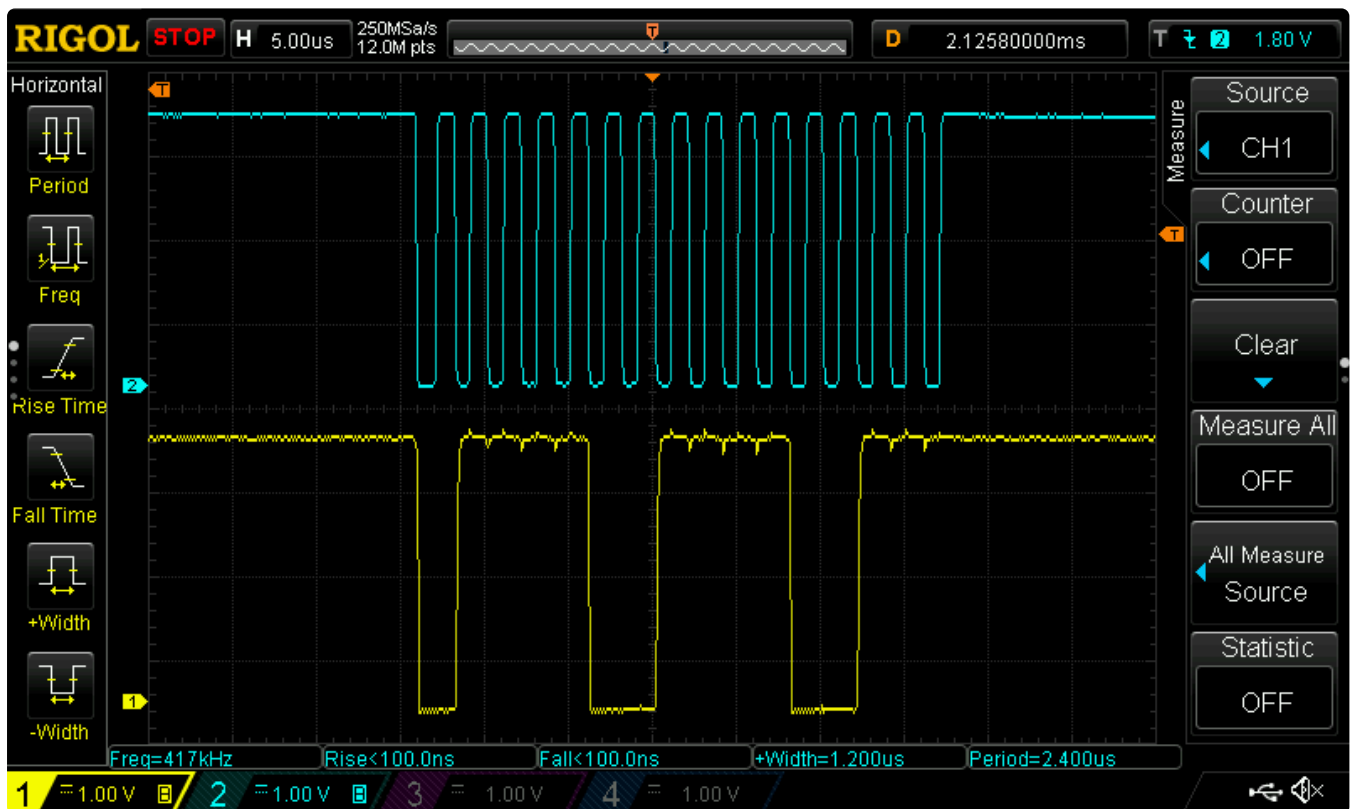 RIGOL STOP H 5.00us 250MSa/s D 2.12580000ms T 2 1.80 V
12.0M pts
T
Horizontal
Period
Freq
Rise Time
Fall Time
+Width
-Width
T
2
1
T
Measure
Source
CH1
Counter
OFF
Clear
Measure All
OFF
All Measure
Source
Statistic
OFF
Freq=417kHz Rise<100.0ns Fall<100.0ns +Width=1.200us Period=2.400us
1 1.00 V B 2 1.00 V B 3 1.00 V 4 1.00 V